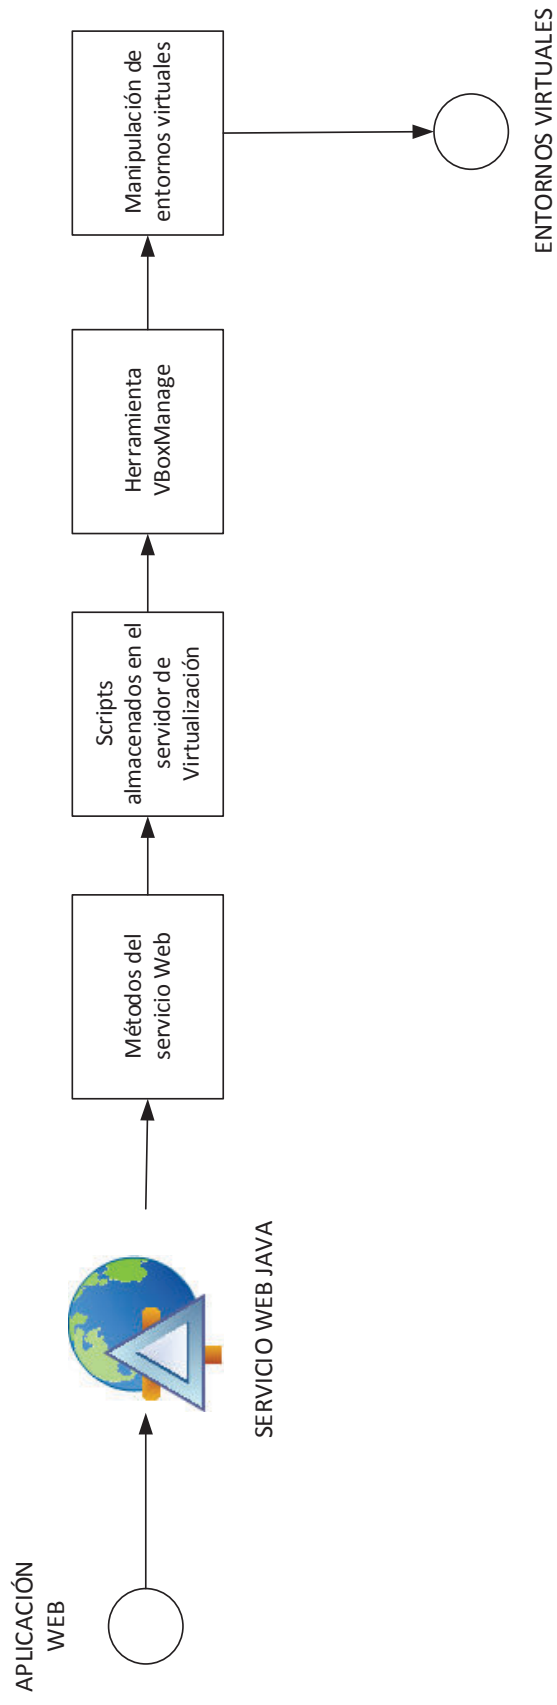 APLICACIÓN
WEB
SERVICIO WEB JAVA
Métodos del
servicio Web
Scripts
almacenados en el
servidor de
Virtualización
Herramienta
VBoxManage
Manipulación de
entornos virtuales
ENTORNOS VIRTUALES